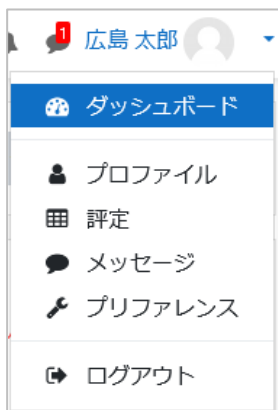 1 広島 太郎
ダッシュボード
プロファイル
評定
メッセージ
プリファレンス
ログアウト